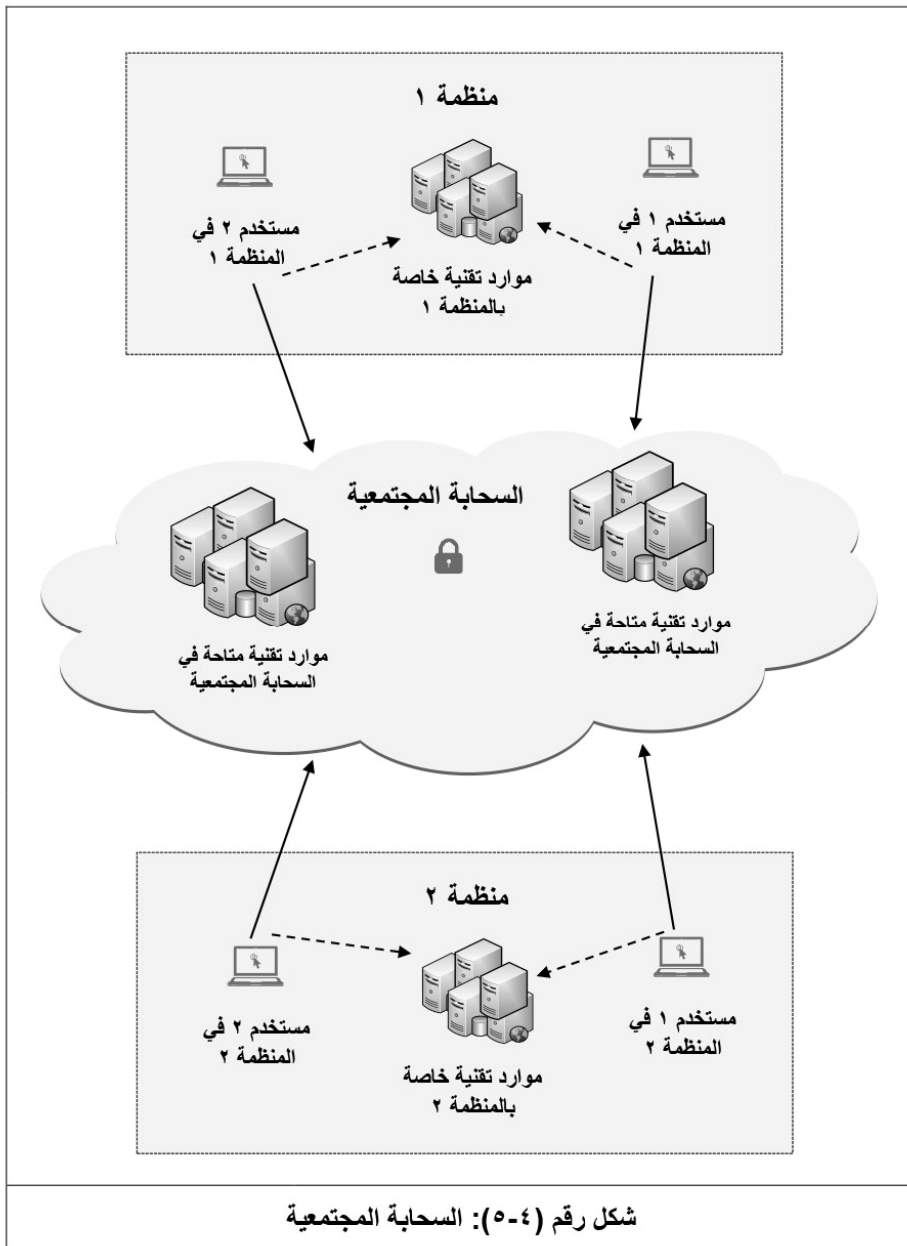 منظمة ١
مستخدم ١ في
المنظمة ١
مستخدم ٢ في
المنظمة ١
موارد تقنية خاصة
بالمنظمة ١
السحابة المجتمعية
موارد تقنية متاحة في
السحابة المجتمعية
موارد تقنية متاحة في
السحابة المجتمعية
منظمة ٢
مستخدم ١ في
المنظمة ٢
مستخدم ٢ في
المنظمة ٢
موارد تقنية خاصة
بالمنظمة ٢
شكل رقم (٤-٥): السحابة المجتمعية